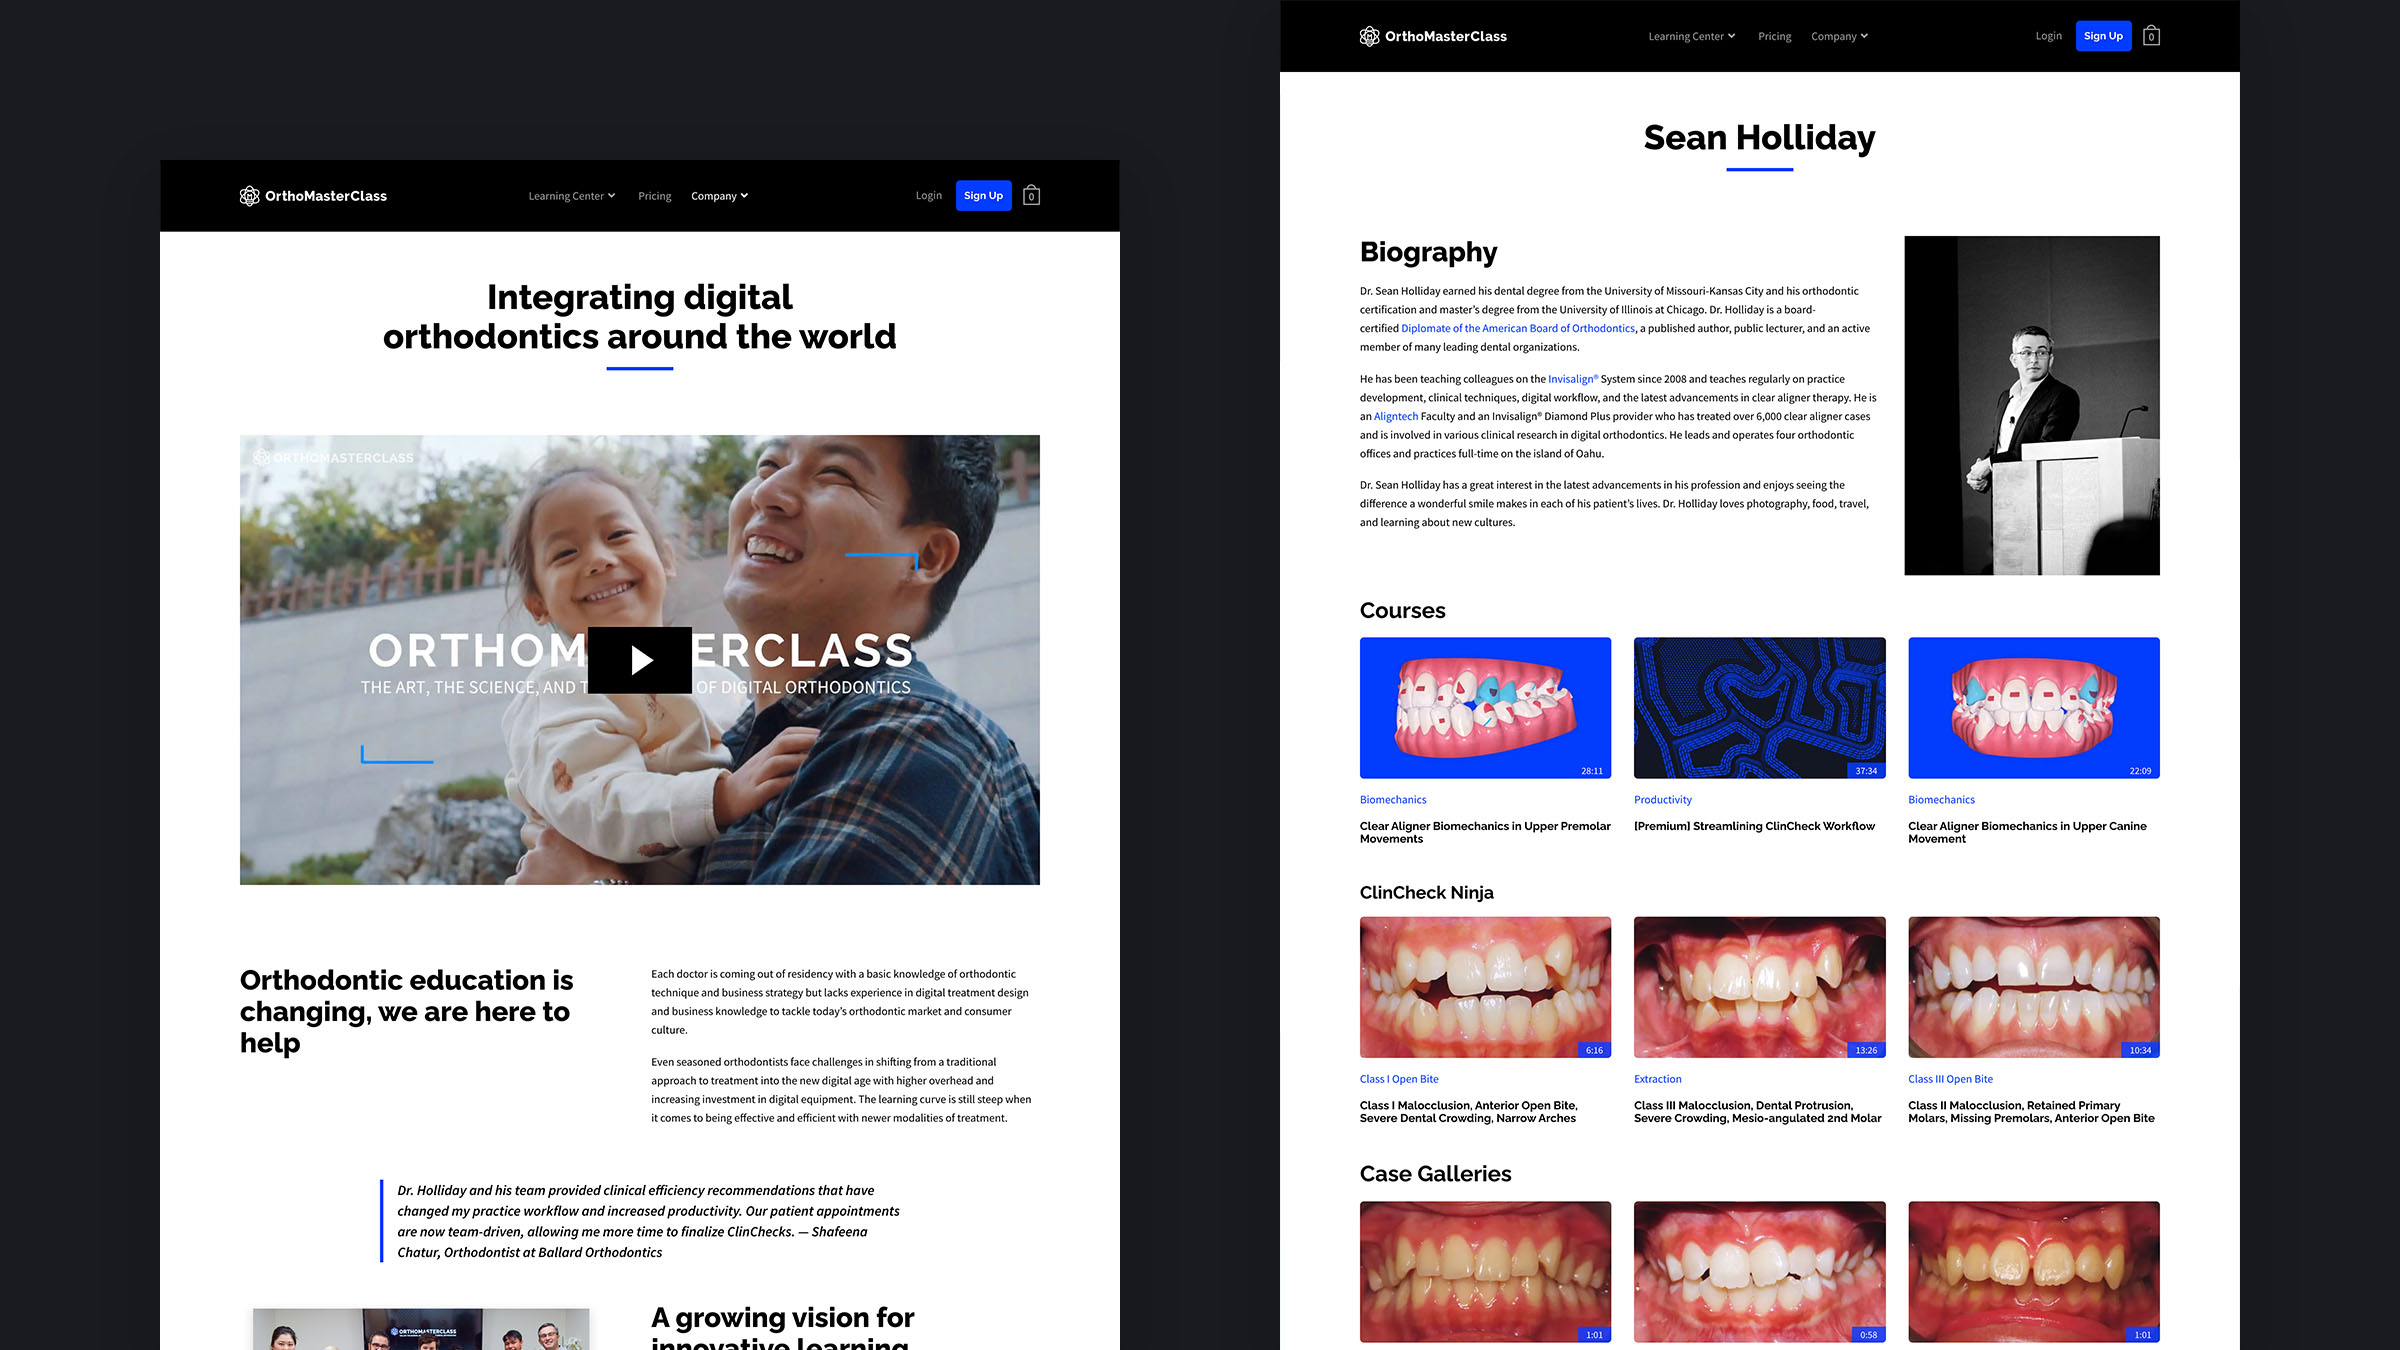 OrthoMasterClass
Learning Center
Pricing
Company
Login
Sign Up
0
Integrating digital
orthodontics around the world
ORTHOMASTERCLASS
ORTHOM
ERCLASS
THE ART, THE SCIENCE, AND
OF DIGITAL ORTHODONTICS
Orthodontic education is
changing, we are here to
help
Each doctor is coming out of residency with a basic knowledge of orthodontic
technique and business strategy but lacks experience in digital treatment design
and business knowledge to tackle today's orthodontic market and consumer
culture.
Even seasoned orthodontists face challenges in shifting from a traditional
approach to treatment into the new digital age with higher overhead and
increasing investment in digital equipment. The learning curve is still steep when
it comes to being effective and efficient with newer modalities of treatment.
Dr. Holliday and his team provided clinical efficiency recommendations that have
changed my practice workflow and increased productivity. Our patient appointments
are now team-driven, allowing me more time to finalize ClinChecks. — Shafeena
Chatur, Orthodontist at Ballard Orthodontics
ORTHOMASTERCLASS
A growing vision for
innovative learning
OrthoMasterClass
Learning Center
Pricing
Company
Login
Sign Up
0
Sean Holliday
Biography
Dr. Sean Holliday earned his dental degree from the University of Missouri-Kansas City and his orthodontic
certification and master's degree from the University of Illinois at Chicago. Dr. Holliday is a board-
certified Diplomate of the American Board of Orthodontics, a published author, public lecturer, and an active
member of many leading dental organizations.
He has been teaching colleagues on the Invisalign® System since 2008 and teaches regularly on practice
development, clinical techniques, digital workflow, and the latest advancements in clear aligner therapy. He is
an Aligntech Faculty and an Invisalign® Diamond Plus provider who has treated over 6,000 clear aligner cases
and is involved in various clinical research in digital orthodontics. He leads and operates four orthodontic
offices and practices full-time on the island of Oahu.
Dr. Sean Holliday has a great interest in the latest advancements in his profession and enjoys seeing the
difference a wonderful smile makes in each of his patient's lives. Dr. Holliday loves photography, food, travel,
and learning about new cultures.
Courses
28:11
37:34
22:09
Biomechanics
Clear Aligner Biomechanics in Upper Premolar
Movements
Productivity
[Premium] Streamlining ClinCheck Workflow
Biomechanics
Clear Aligner Biomechanics in Upper Canine
Movement
ClinCheck Ninja
6:16
13:26
10:34
Class I Open Bite
Class I Malocclusion, Anterior Open Bite,
Severe Dental Crowding, Narrow Arches
Extraction
Class III Malocclusion, Dental Protrusion,
Severe Crowding, Mesio-angulated 2nd Molar
Class III Open Bite
Class II Malocclusion, Retained Primary
Molars, Missing Premolars, Anterior Open Bite
Case Galleries
1:01
0:58
1:01